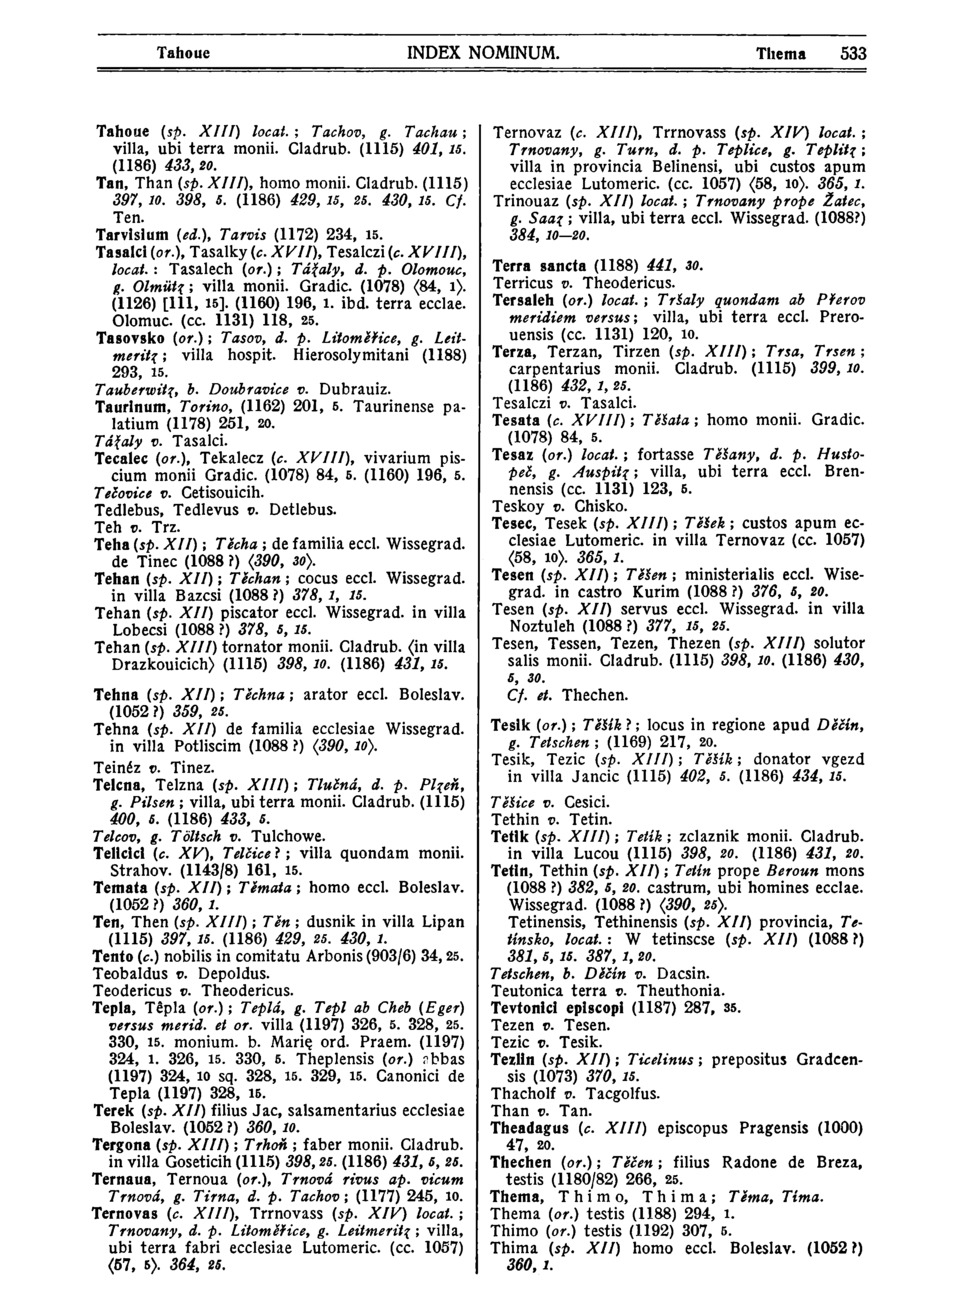 Tahoue INDEX NOMINUM. Thema 533
Tahoue (sp. XIII) locat.; Tachov, g. Tachau;
villa, ubi terra monii. Cladrub. (1115) 401, 15.
(1186) 433, 20.
Tan, Than (sp. XIII), homo monii. Cladrub. (1115)
397, 10. 398, 5. (1186) 429, 15, 25. 430, 15. Cf.
Ten.
Tarvisium (ed.), Tarvis (1172) 234, 15.
Tasalci (or.), Tasalky (c. XVII), Tesalczi (c. XVIII),
locat.: Tasalech (or.); Tážaly, d. p. Olomouc,
g. Olmütz; villa monii. Gradic. (1078) ⟨84, 1⟩.
(1126) [111, 15]. (1160) 196, 1. ibd. terra ecclae.
Olomuc. (cc. 1131) 118, 25.
Tasovsko (or.); Tasov, d. p. Litoměřice, g. Leit-
meritz; villa hospit. Hierosolymitani (1188)
293, 15.
Tauberwitz, b. Doubravice v. Dubrauiz.
Taurinum, Torino, (1162) 201, 5. Taurinense pa-
latium (1178) 251, 20.
Tážaly v. Tasalci.
Tecalec (or.), Tekalecz (c. XVIII), vivarium pis-
cium monii Gradic. (1078) 84, 5. (1160) 196, 5.
Tečovice v. Cetisouicih.
Tedlebus, Tedlevus v. Detlebus.
Teh v. Trz.
Teha (sp. XII); Těcha; de familia eccl. Wissegrad.
de Tinec (1088?) ⟨390, 30⟩.
Tehan (sp. XII); Těchan; cocus eccl. Wissegrad.
in villa Bazcsi (1088?) 378, 1, 15.
Tehan (sp. XII) piscator eccl. Wissegrad. in villa
Lobecsi (1088?) 378, 5, 15.
Tehan (sp. XIII) tornator monii. Cladrub. ⟨in villa
Drazkouicich⟩ (1115) 398, 10. (1186) 431, 15.
Tehna (sp. XII); Těchna; arator eccl. Boleslav.
(1052?) 359, 25.
Tehna (sp. XII) de familia ecclesiae Wissegrad.
in villa Potliscim (1088?) ⟨390, 10⟩.
Teinéz v. Tinez.
Telcna, Telzna (sp. XIII); Tlučná, d. p. Plzeň,
g. Pilsen; villa, ubi terra monii. Cladrub. (1115)
400, 5. (1186) 433, 5.
Telcov, g. Töltsch v. Tulchowe.
Telicici (c. XV), Telčice?; villa quondam monii.
Strahov. (1143/8) 161, 15.
Temata (sp. XII); Těmata; homo eccl. Boleslav.
(1052?) 360, 1.
Ten, Then (sp. XIII); Těn; dusnik in villa Lipan
(1115) 397, 15. (1186) 429, 25. 430, 1.
Tento (c.) nobilis in comitatu Arbonis (903/6) 34, 25.
Teobaldus v. Depoldus.
Teodericus v. Theodericus.
Tepla, Têpla (or.); Teplá, g. Tepl ab Cheb (Eger)
versus merid. et or. villa (1197) 326, 5. 328, 25.
330, 15. monium. b. Marię ord. Praem. (1197)
324, 1. 326, 15. 330, 5. Theplensis (or.) abbas
(1197) 324, 10 sq. 328, 15. 329, 15. Canonici de
Tepla (1197) 328, 15.
Terek (sp. XII) filius Jac, salsamentarius ecclesiae
Boleslav. (1052?) 360, 10.
Tergona (sp. XIII); Trhoň; faber monii. Cladrub.
in villa Goseticih (1115) 398, 25. (1186) 431, 5, 25.
Ternaua, Ternoua (or.), Trnová rivus ap. vicum
Trnová, g. Tirna, d. p. Tachov; (1177) 245, 10.
Ternovas (c. XIII), Trrnovass (sp. XIV) locat.;
Trnovany, d. p. Litoměřice, g. Leitmeritz; villa,
ubi terra fabri ecclesiae Lutomeric. (cc. 1057)
⟨57, 5⟩. 364, 25.
Ternovaz (c. XIII), Trrnovass (sp. XIV) locat.;
Trnovany, g. Turn, d. p. Teplice, g. Teplitz;
villa in provincia Belinensi, ubi custos apum
ecclesiae Lutomeric. (cc. 1057) ⟨58, 10⟩. 365, 1.
Trinouaz (sp. XII) locat.; Trnovany prope Žatec,
g. Saaz; villa, ubi terra eccl. Wissegrad. (1088?)
384, 10—20.
Terra sancta (1188) 441, 30.
Terricus v. Theodericus.
Tersaleh (or.) locat.; Tršaly quondam ab Přerov
meridiem versus; villa, ubi terra eccl. Prero-
uensis (cc. 1131) 120, 10.
Terza, Terzan, Tirzen (sp. XIII); Trsa, Trsen;
carpentarius monii. Cladrub. (1115) 399, 10.
(1186) 432, 1, 25.
Tesalczi v. Tasalci.
Tesata (c. XVIII); Těšata; homo monii. Gradic.
(1078) 84, 5.
Tesaz (or.) locat.; fortasse Těšany, d. p. Husto-
peč, g. Auspitz; villa, ubi terra eccl. Bren-
nensis (cc. 1131) 123, 5.
Teskoy v. Chisko.
Tesec, Tesek (sp. XIII); Těšek; custos apum ec-
clesiae Lutomeric. in villa Ternovaz (cc. 1057)
⟨58, 10⟩. 365, 1.
Tesen (sp. XII); Těšen; ministerialis eccl. Wise-
grad. in castro Kurim (1088?) 376, 5, 20.
Tesen (sp. XII) servus eccl. Wissegrad. in villa
Noztuleh (1088?) 377, 15, 25.
Tesen, Tessen, Tezen, Thezen (sp. XIII) solutor
salis monii. Cladrub. (1115) 398, 10. (1186) 430,
5, 30.
Cf. et. Thechen.
Tesik (or.); Těšík?; locus in regione apud Děčín,
g. Tetschen; (1169) 217, 20.
Tesik, Tezic (sp. XIII); Těšík; donator vgezd
in villa Jancic (1115) 402, 5. (1186) 434, 15.
Těšice v. Cesici.
Tethin v. Tetin.
Tetik (sp. XIII); Tetík; zclaznik monii. Cladrub.
in villa Lucou (1115) 398, 20. (1186) 431, 20.
Tetin, Tethin (sp. XII); Tetín prope Beroun mons
(1088?) 382, 5, 20. castrum, ubi homines ecclae.
Wissegrad. (1088?) ⟨390, 25⟩.
Tetinensis, Tethinensis (sp. XII) provincia, Te-
tínsko, locat.: W tetinscse (sp. XII) (1088?)
381, 5, 15. 387, 1, 20.
Tetschen, b. Děčín v. Dacsin.
Teutonica terra v. Theuthonia.
Tevtonici episcopi (1187) 287, 35.
Tezen v. Tesen.
Tezic v. Tesik.
Tezlin (sp. XII); Ticelinus; prepositus Gradcen-
sis (1073) 370, 15.
Thacholf v. Tacgolfus.
Than v. Tan.
Theadagus (c. XIII) episcopus Pragensis (1000)
47, 20.
Thechen (or.); Těčen; filius Radone de Breza,
testis (1180/82) 266, 25.
Thema, Thimo, Thima; Těma, Tíma.
Thema (or.) testis (1188) 294, 1.
Thimo (or.) testis (1192) 307, 5.
Thima (sp. XII) homo eccl. Boleslav. (1052?)
360, 1.